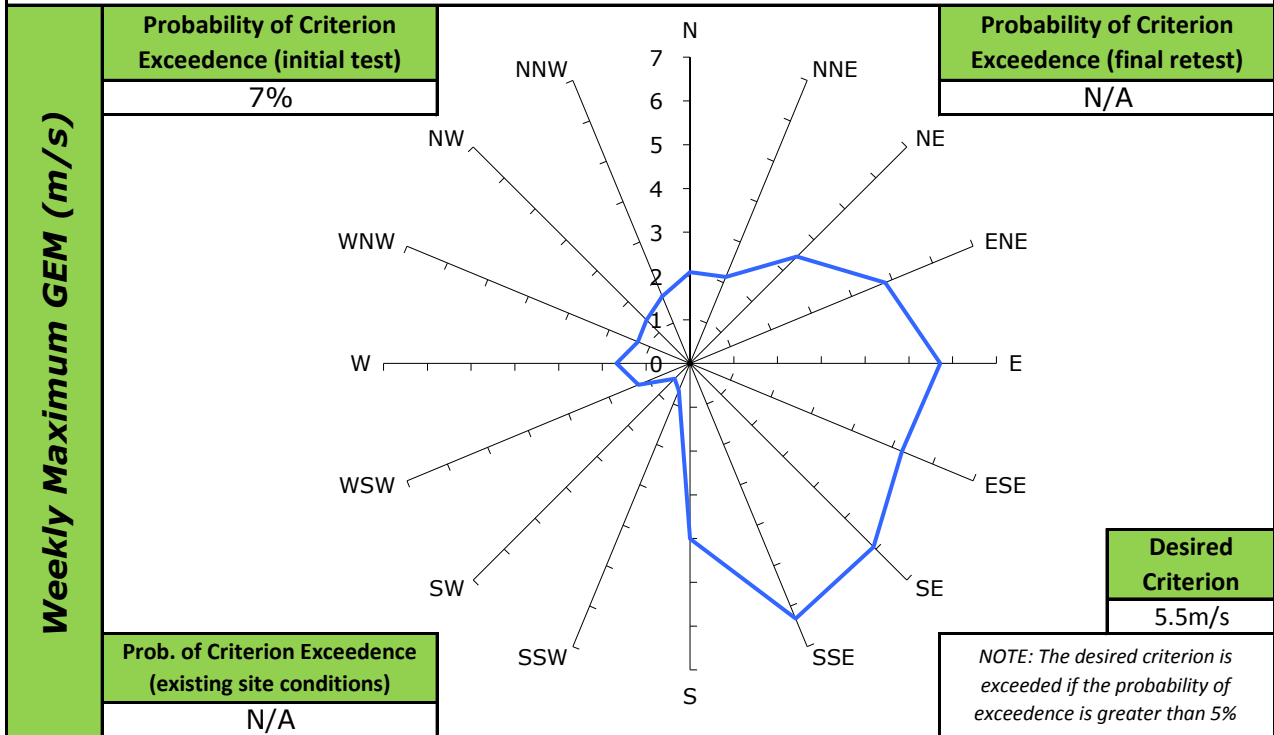 Weekly Maximum GEM (m/s)
Probability of Criterion
Exceedence (initial test)
7%
Probability of Criterion
Exceedence (final retest)
N/A
N
NNE
NE
ENE
E
ESE
SE
SSE
S
SSW
SW
WSW
W
WNW
NW
NNW
7
6
5
4
3
2
1
0
Prob. of Criterion Exceedence
(existing site conditions)
N/A
Desired
Criterion
5.5m/s
NOTE: The desired criterion is
exceeded if the probability of
exceedence is greater than 5%